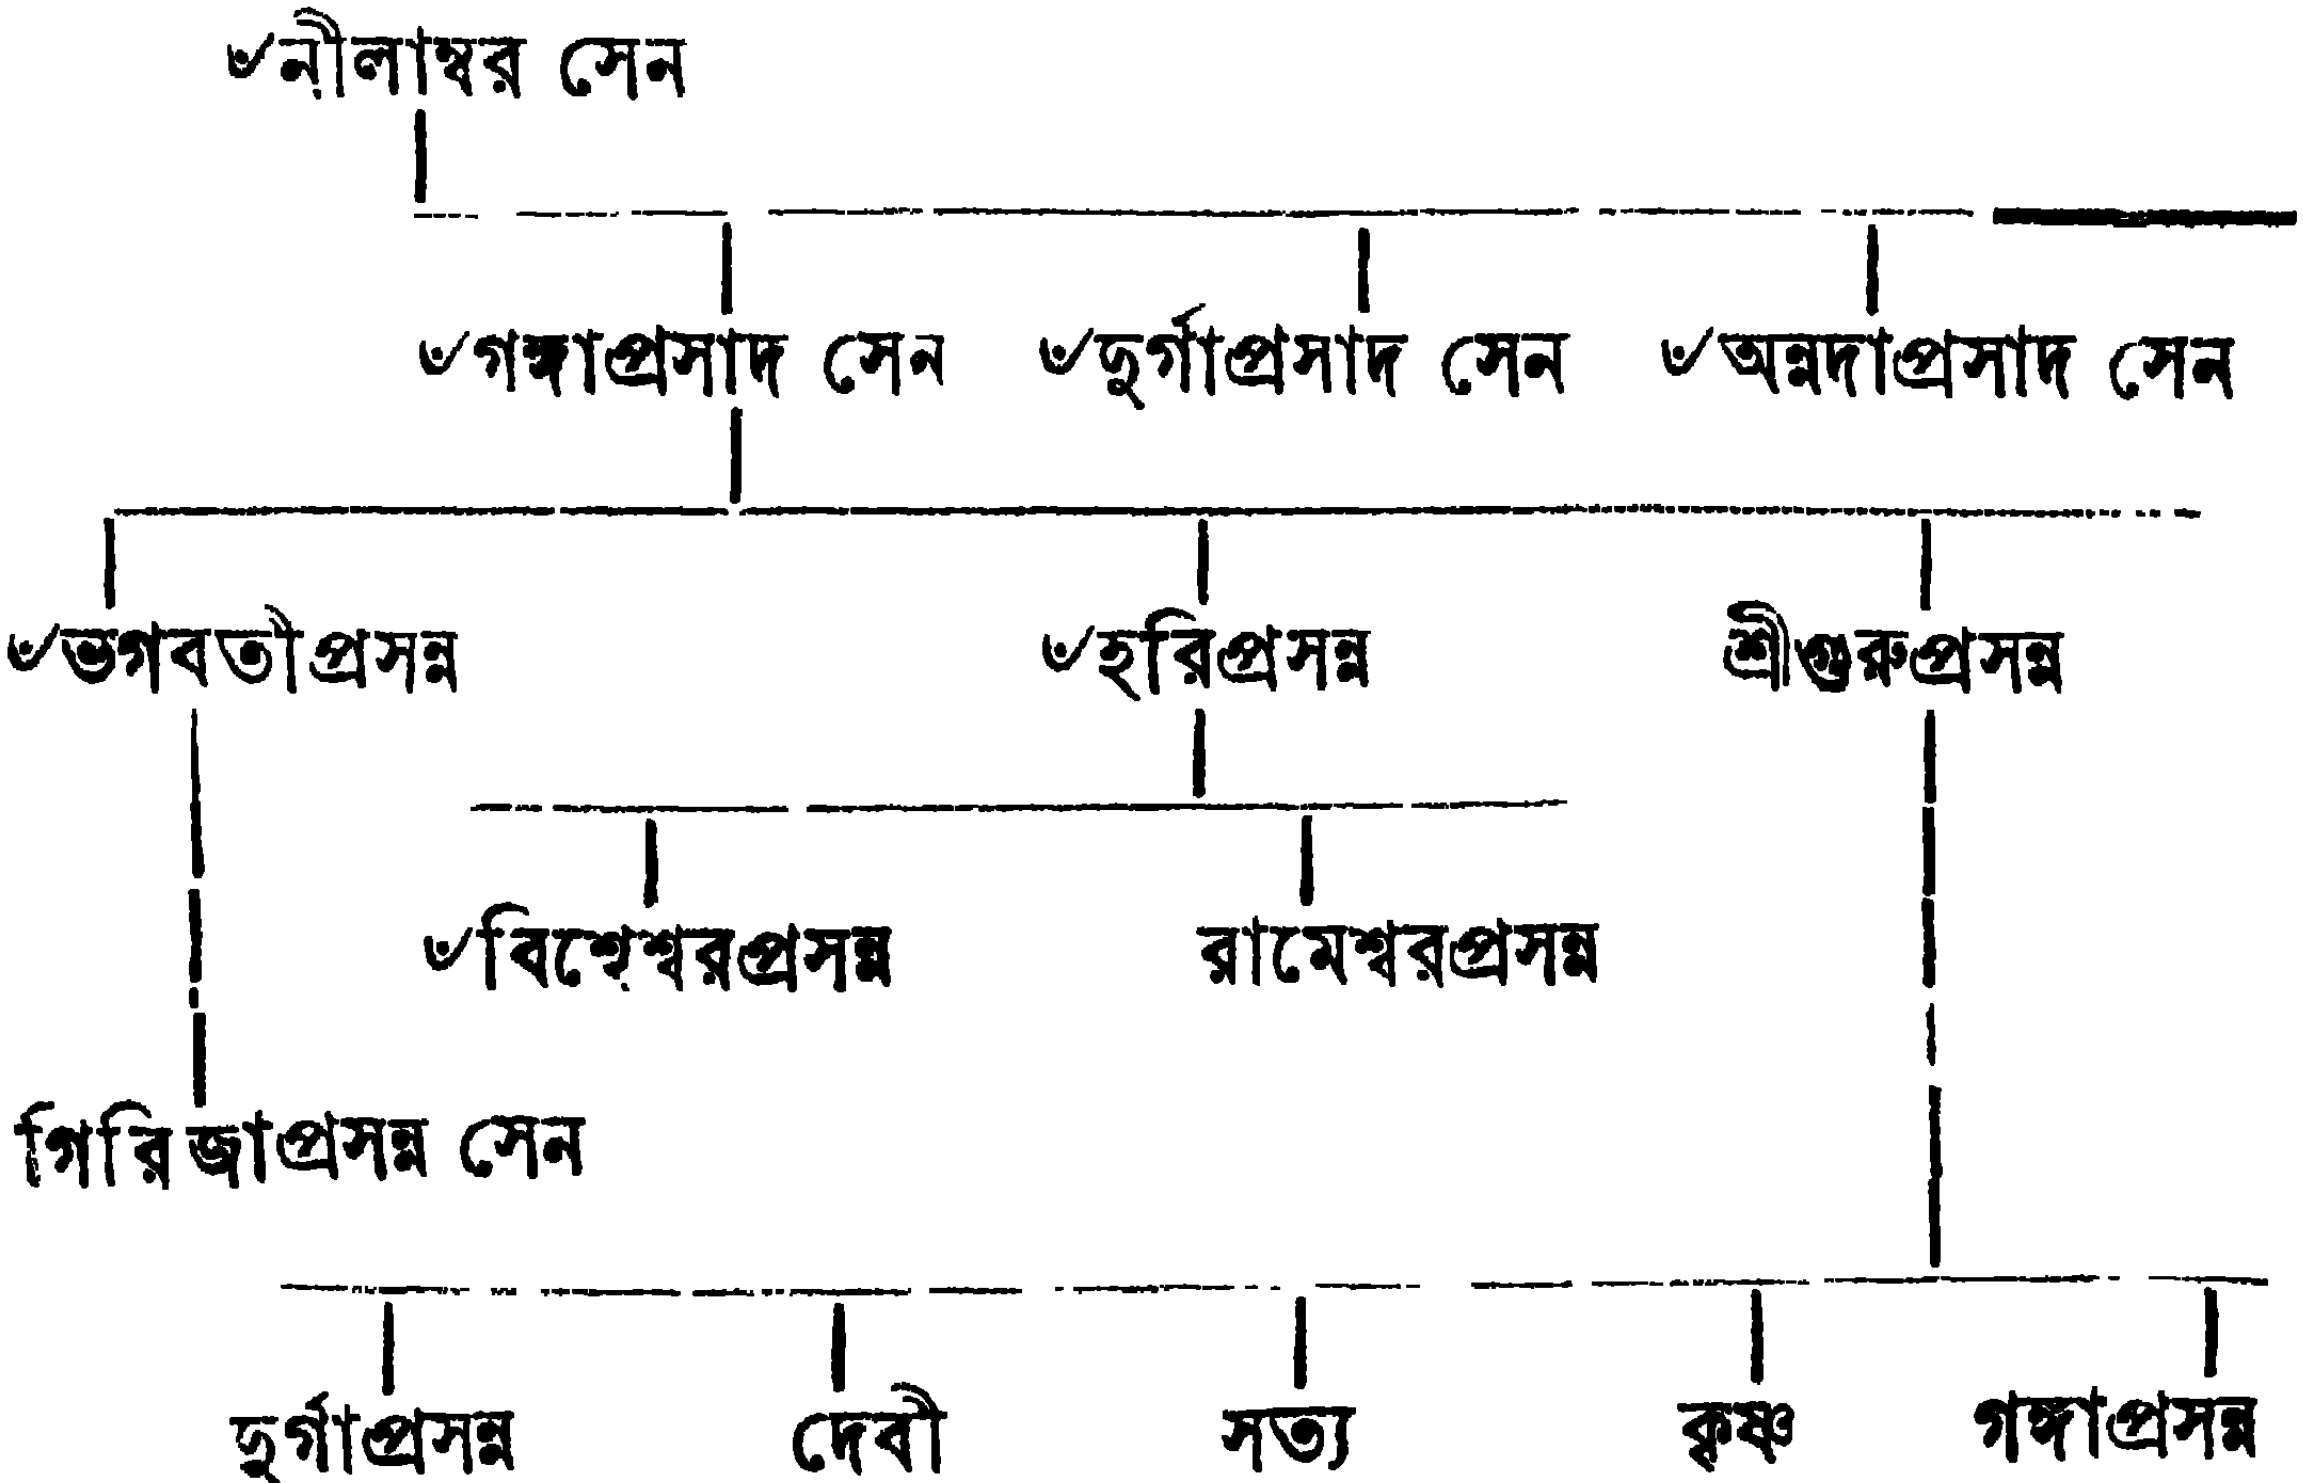 ৺নীলাম্বর সেন
৺গঙ্গাপ্রসাদ সেন ৺দুর্গাপ্রসাদ সেন ৺অন্নদাপ্রসাদ সেন
৺ভগবতীপ্রসন্ন ৺হরিপ্রসন্ন শ্রীগুরুপ্রসন্ন
৺বিশ্বেশ্বরপ্রসন্ন রামেশ্বরপ্রসন্ন
গিরিজাপ্রসন্ন সেন
দুর্গাপ্রসন্ন দেবী সত্য কৃষ্ণ গঙ্গাপ্রসন্ন